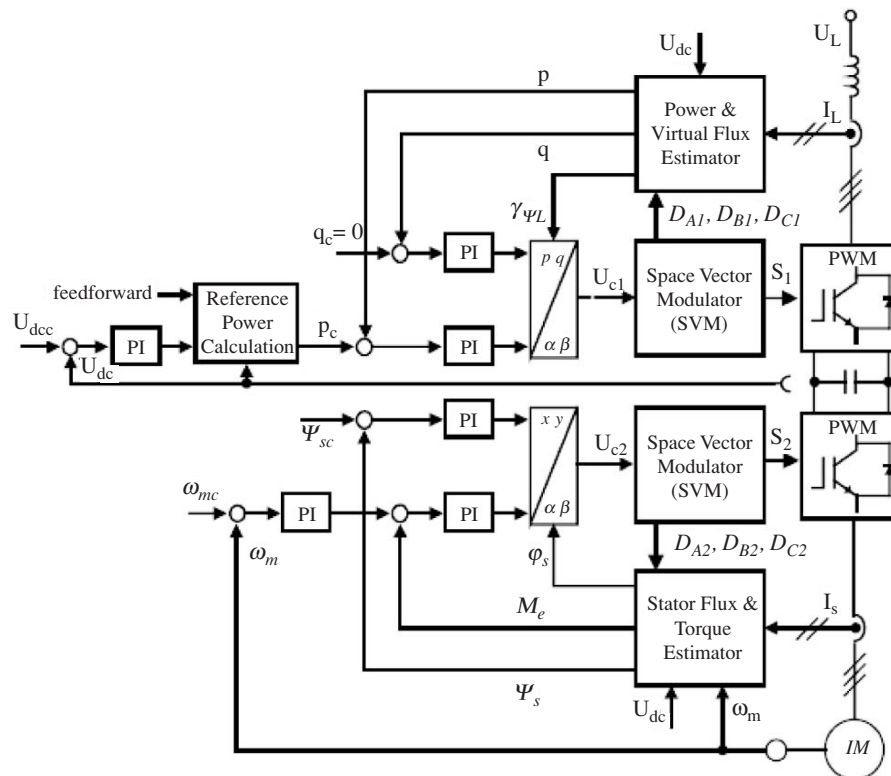 U_L
U_dc
p
Power &
Virtual Flux
Estimator
I_L
q
γ_ΨL
D_A1, D_B1, D_C1
q_c = 0
PI
p q
α β
U_c1
Space Vector
Modulator
(SVM)
S_1
PWM
feedforward
Reference
Power
Calculation
U_dcc
PI
p_c
PI
U_dc
Ψ_sc
PI
x y
α β
U_c2
Space Vector
Modulator
(SVM)
S_2
PWM
ω_mc
PI
PI
ω_m
φ_s
D_A2, D_B2, D_C2
M_e
Stator Flux &
Torque
Estimator
I_s
Ψ_s
U_dc
ω_m
IM